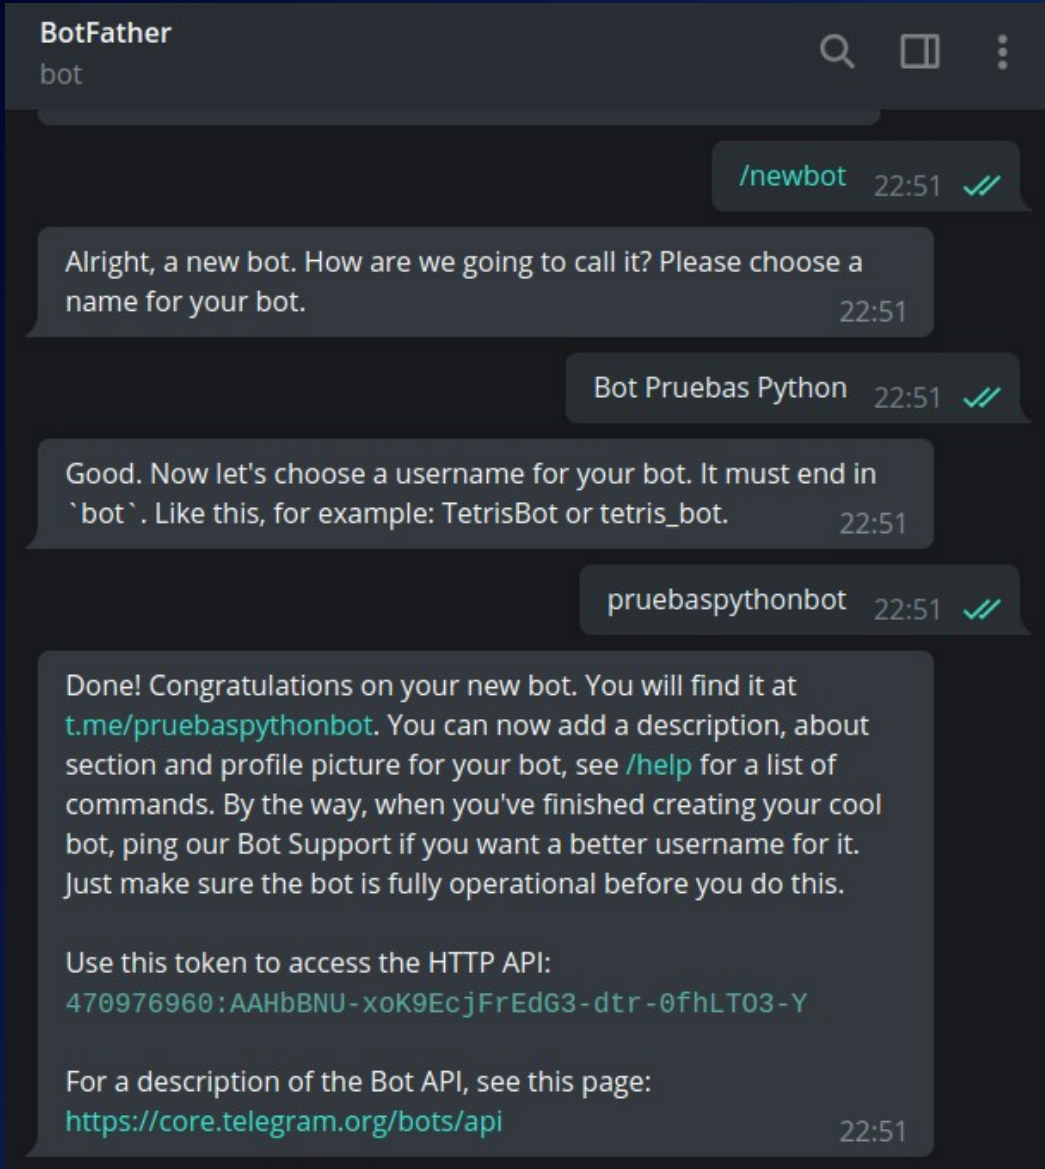 BotFather
bot
/newbot 22:51
Alright, a new bot. How are we going to call it? Please choose a
name for your bot.
22:51
Bot Pruebas Python 22:51
Good. Now let's choose a username for your bot. It must end in
`bot`. Like this, for example: TetrisBot or tetris_bot.
22:51
pruebaspythonbot 22:51
Done! Congratulations on your new bot. You will find it at
t.me/pruebaspythonbot. You can now add a description, about
section and profile picture for your bot, see /help for a list of
commands. By the way, when you've finished creating your cool
bot, ping our Bot Support if you want a better username for it.
Just make sure the bot is fully operational before you do this.
Use this token to access the HTTP API:
470976960:AAHbBNU-xoK9EcjFrEdG3-dtr-0fhLTO3-Y
For a description of the Bot API, see this page:
https://core.telegram.org/bots/api
22:51